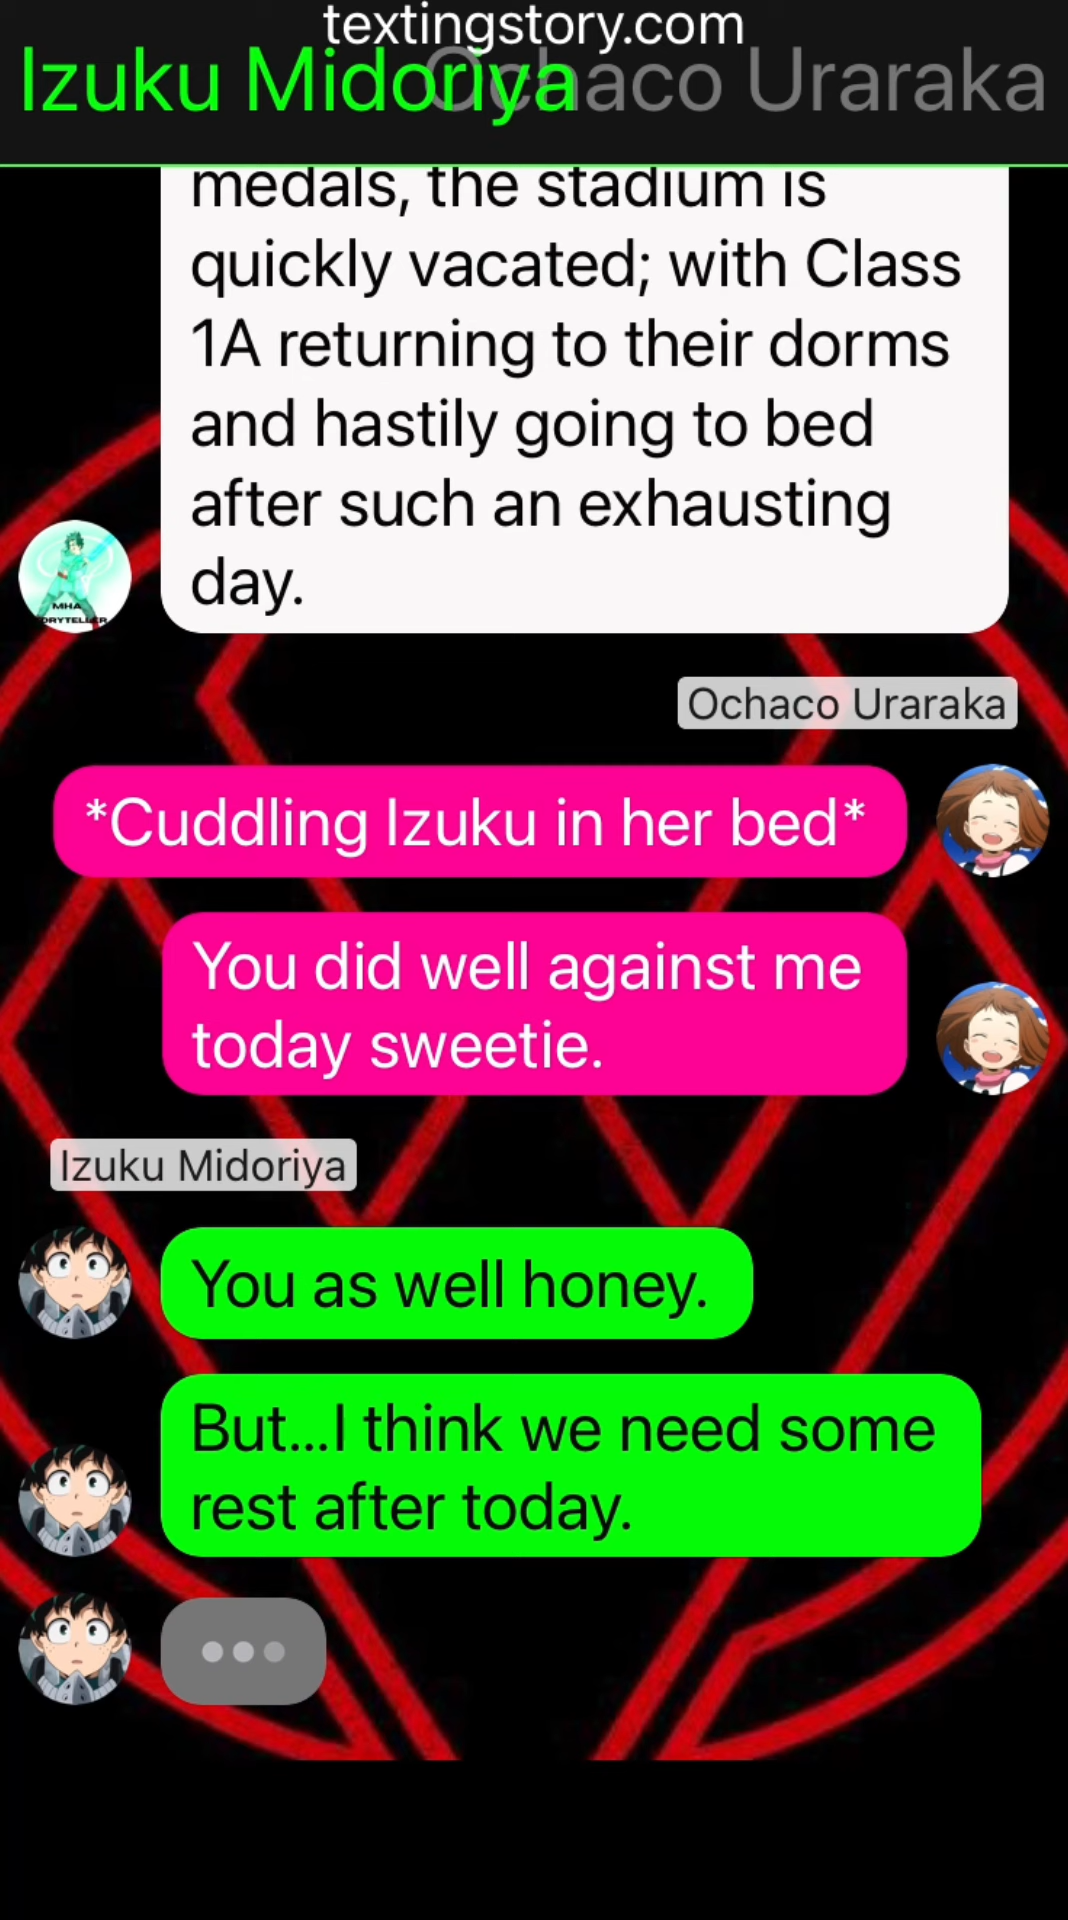 textingstory.com
Izuku Midoriya Ochaco Uraraka
medals, the stadium is
quickly vacated; with Class
1A returning to their dorms
and hastily going to bed
after such an exhausting
day.
MHA
Ochaco Uraraka
*Cuddling Izuku in her bed*
You did well against me
today sweetie.
Izuku Midoriya
You as well honey.
But...I think we need some
rest after today.